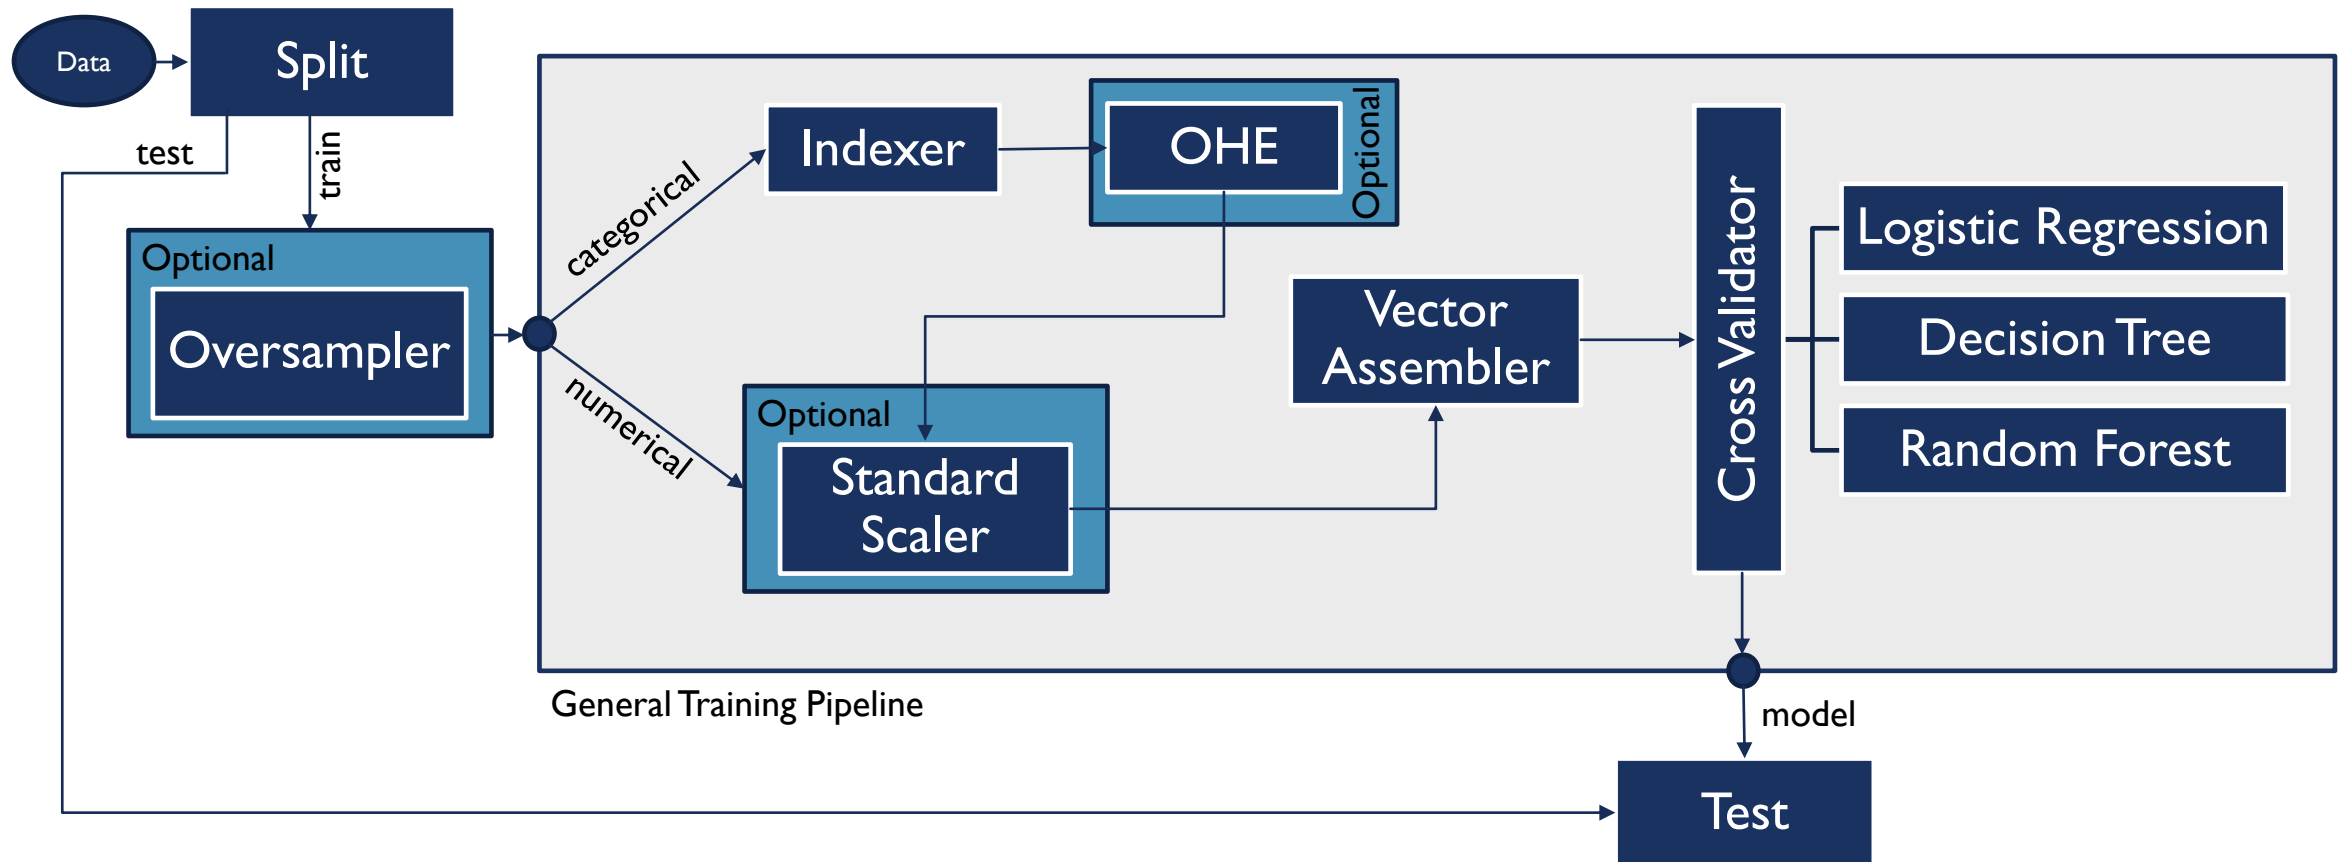 Data
Split
test
train
Optional
Oversampler
categorical
numerical
Indexer
OHE
Optional
Optional
Standard
Scaler
Vector
Assembler
Cross Validator
Logistic Regression
Decision Tree
Random Forest
General Training Pipeline
model
Test